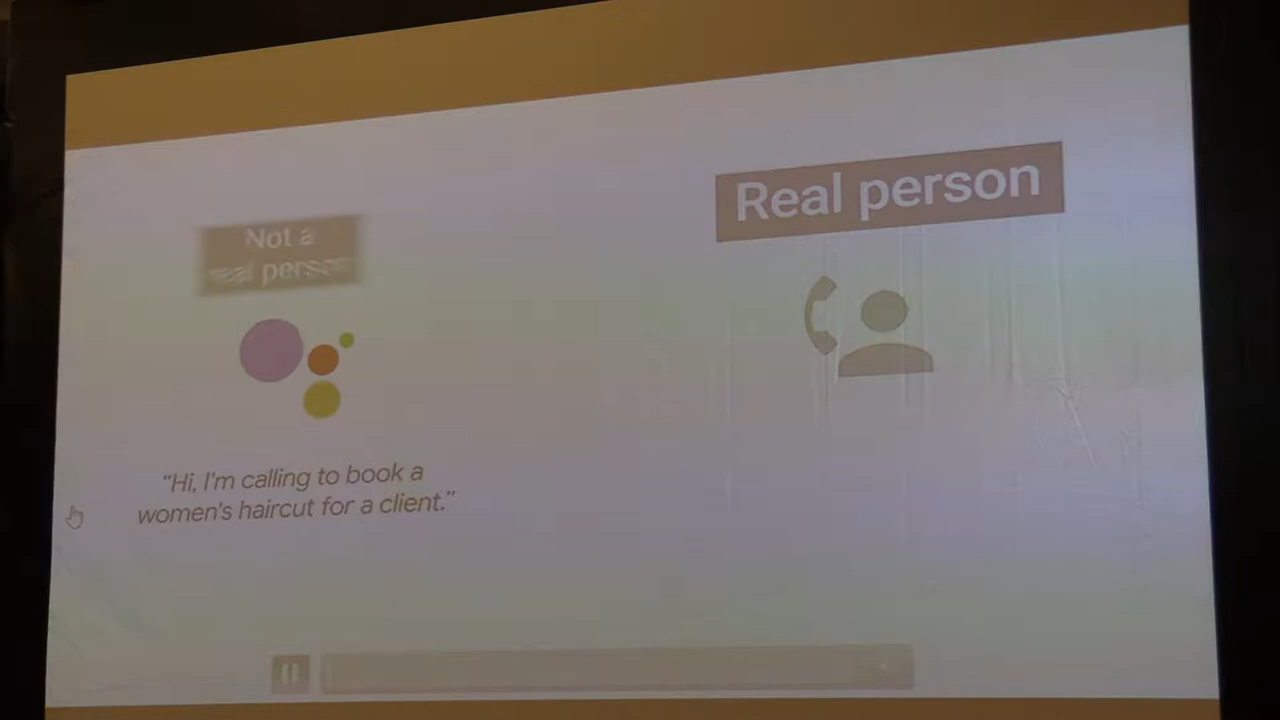 Not a
real person
Real person
“Hi, I'm calling to book a
women's haircut for a client.”